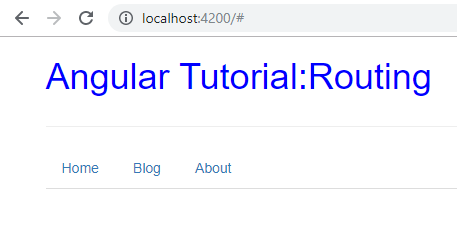 localhost:4200/#
Angular Tutorial:Routing
Home Blog About